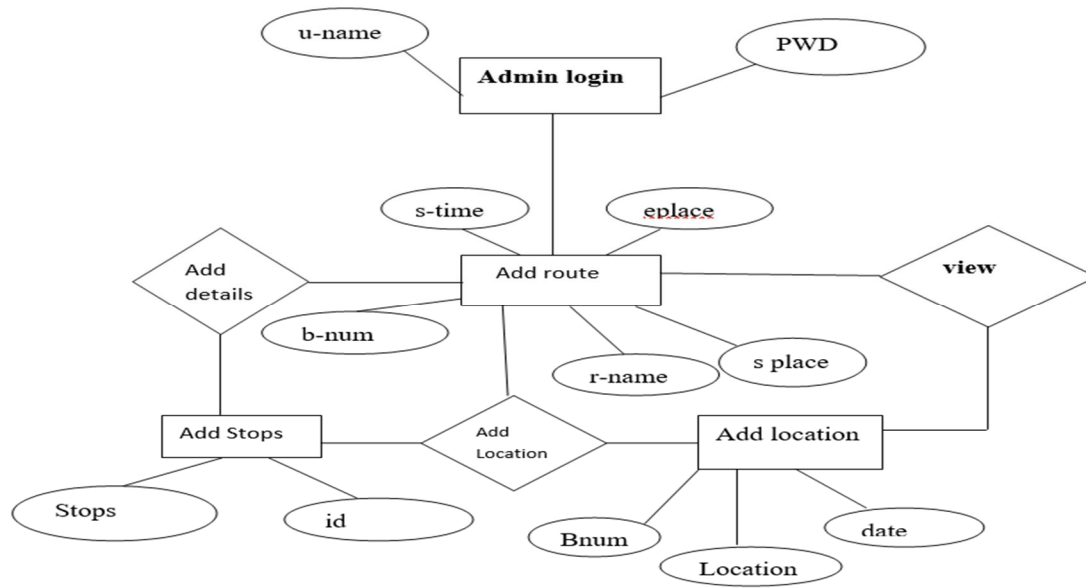 u-name
PWD
Admin login
s-time
eplace
Add
details
Add route
view
b-num
r-name
s place
Add Stops
Add
Location
Add location
Stops
id
Bnum
Location
date